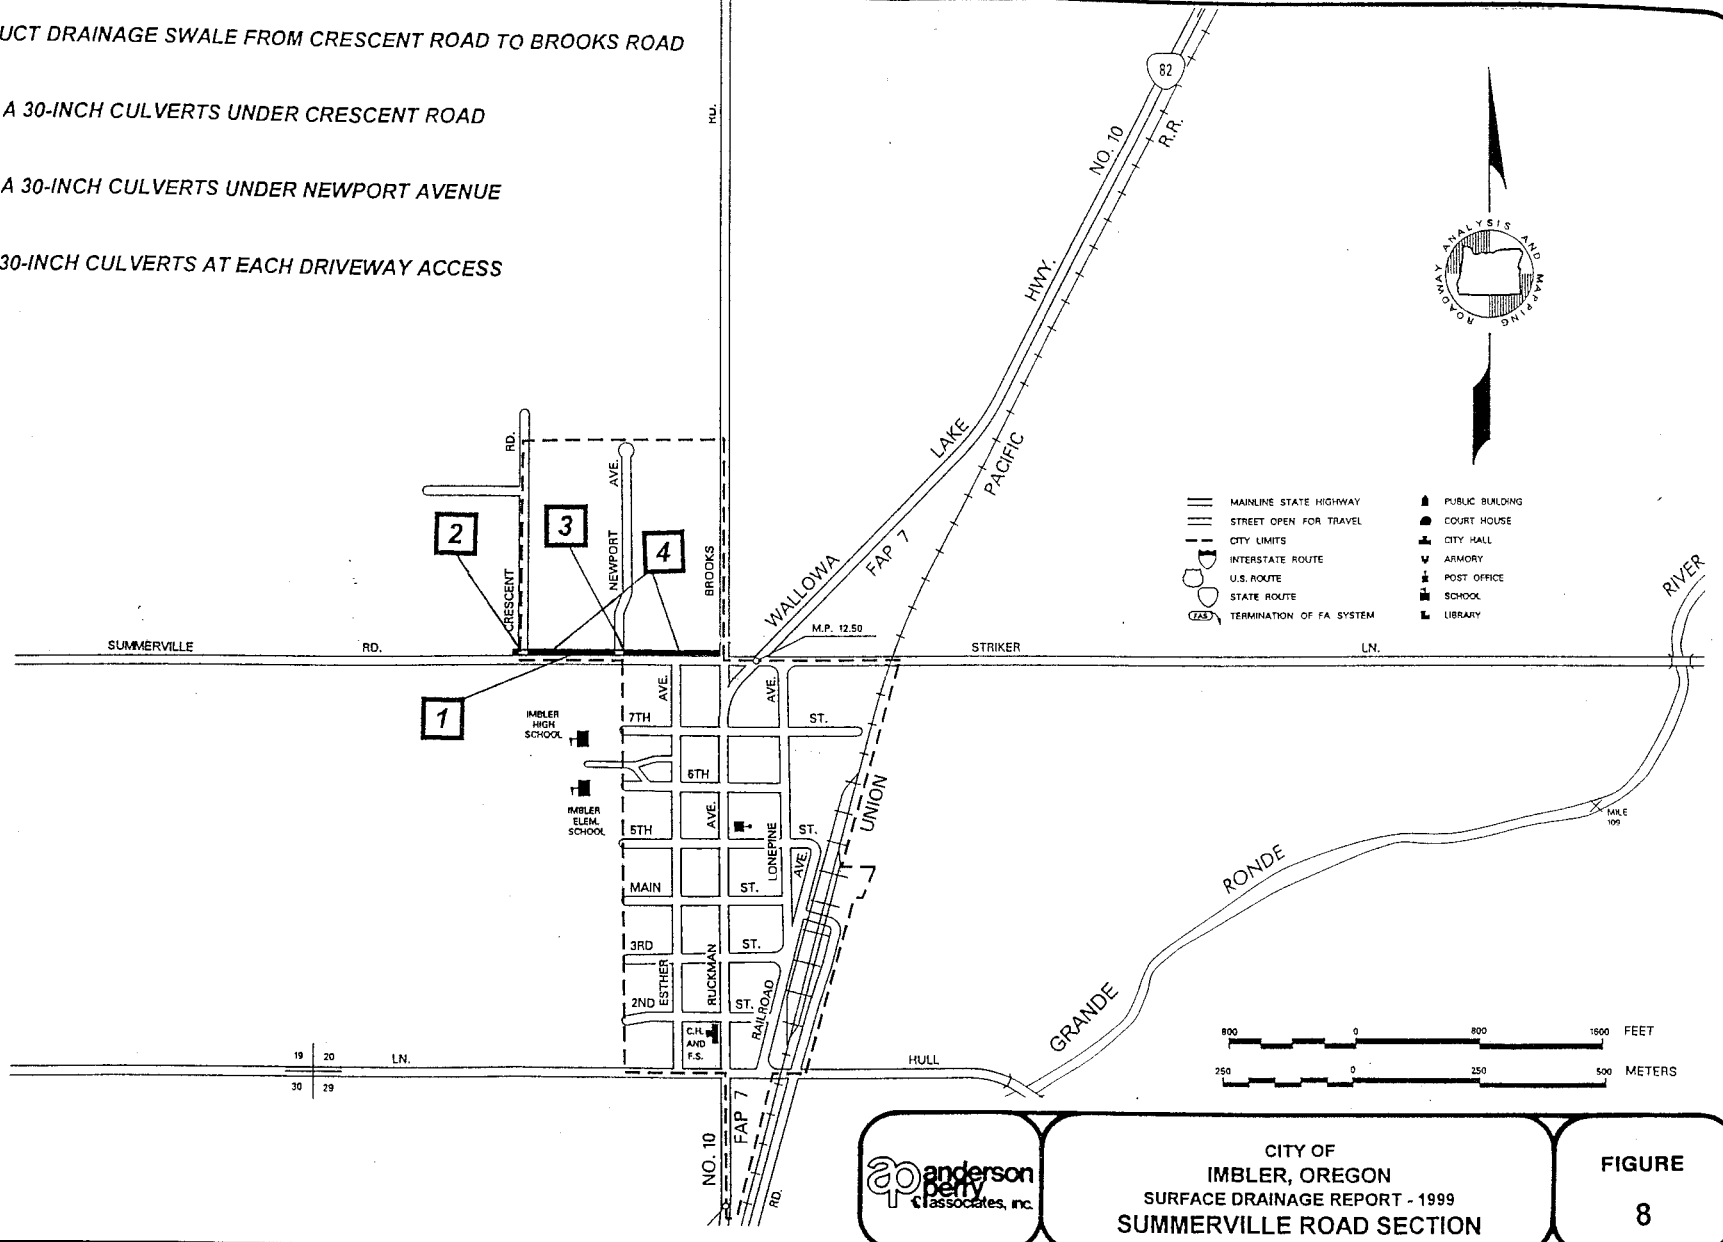 UCT DRAINAGE SWALE FROM CRESCENT ROAD TO BROOKS ROAD
A 30-INCH CULVERTS UNDER CRESCENT ROAD
A 30-INCH CULVERTS UNDER NEWPORT AVENUE
30-INCH CULVERTS AT EACH DRIVEWAY ACCESS
RD.
82
NO. 10
R.R.
HWY.
LAKE
PACIFIC
WALLOWA
FAP 7
M.P. 12.50
ROADWAY ANALYSIS AND MAPPING
MAINLINE STATE HIGHWAY
STREET OPEN FOR TRAVEL
CITY LIMITS
INTERSTATE ROUTE
U.S. ROUTE
STATE ROUTE
FAS TERMINATION OF FA SYSTEM
PUBLIC BUILDING
COURT HOUSE
CITY HALL
ARMORY
POST OFFICE
SCHOOL
LIBRARY
RIVER
RD.
CRESCENT
AVE.
NEWPORT
BROOKS
2
3
4
1
SUMMERVILLE
RD.
STRIKER
LN.
AVE.
AVE.
7TH
ST.
IMBLER
HIGH
SCHOOL
6TH
IMBLER
ELEM.
SCHOOL
5TH
AVE.
ST.
LONEPINE
AVE.
UNION
MAIN
ST.
3RD
ST.
ESTHER
RUCKMAN
2ND
ST.
RAILROAD
C.H.
AND
F.S.
MILE
109
RONDE
GRANDE
19 20
30 29
LN.
HULL
NO. 10
FAP 7
RD.
800 0 800 1600 FEET
250 0 250 500 METERS
ap
anderson
perry
& associates, inc.
CITY OF
IMBLER, OREGON
SURFACE DRAINAGE REPORT - 1999
SUMMERVILLE ROAD SECTION
FIGURE
8